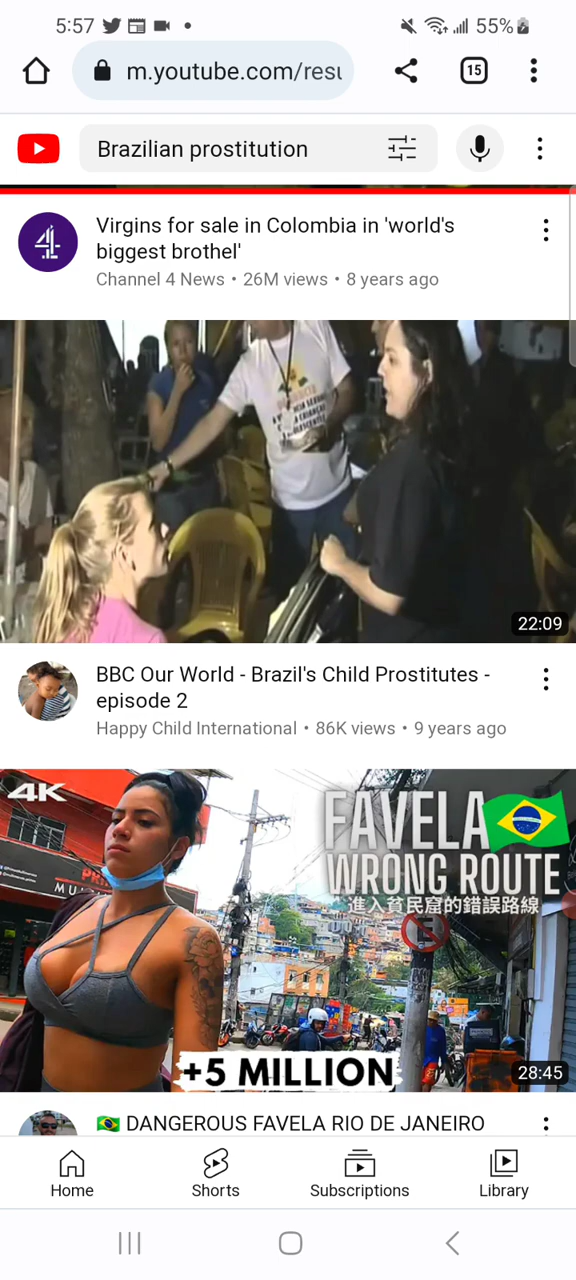 5:57
55%
m.youtube.com/resu
15
Brazilian prostitution
Virgins for sale in Colombia in 'world's
biggest brothel'
Channel 4 News • 26M views • 8 years ago
22:09
BBC Our World - Brazil's Child Prostitutes -
episode 2
Happy Child International • 86K views • 9 years ago
4K
FAVELA
WRONG ROUTE
進入貧民窟的錯誤路線
+5 MILLION
28:45
🇧🇷 DANGEROUS FAVELA RIO DE JANEIRO
Home
Shorts
Subscriptions
Library